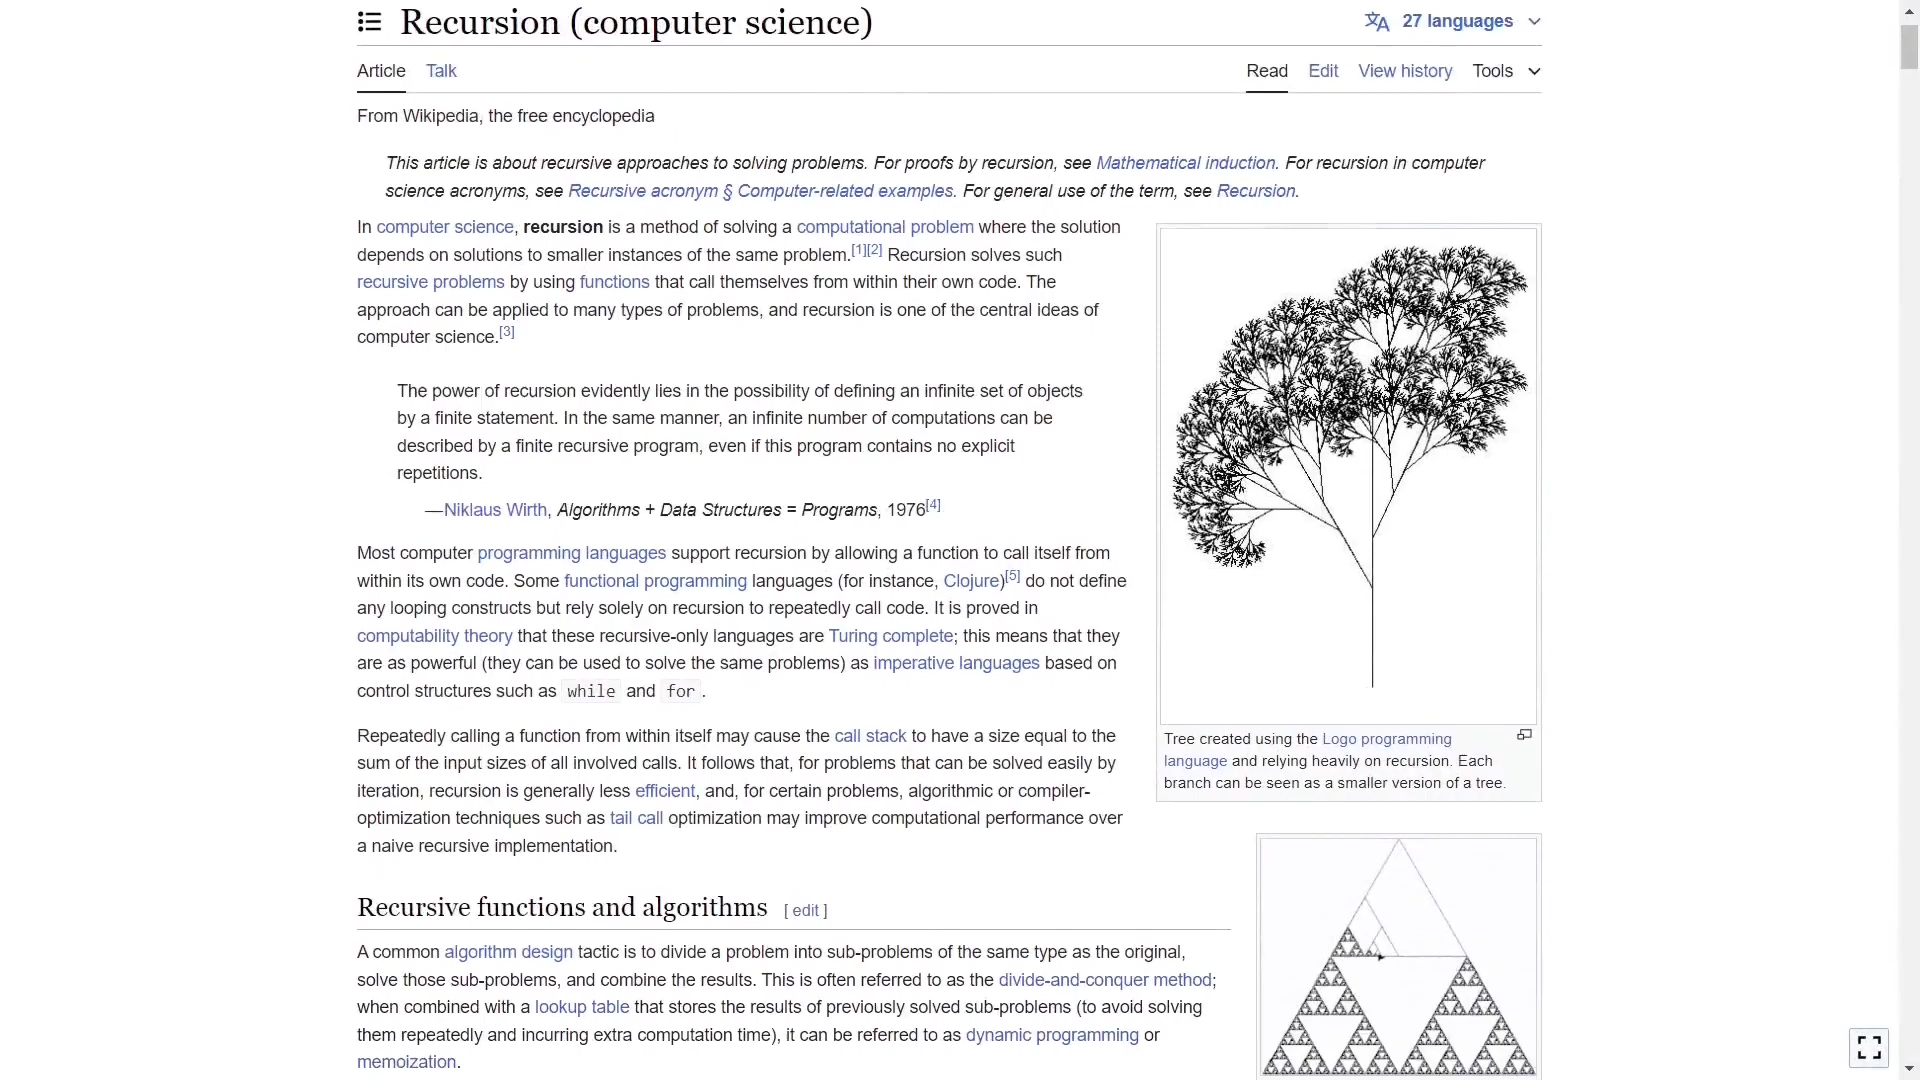 Recursion (computer science)
27 languages
Article Talk
Read Edit View history Tools
From Wikipedia, the free encyclopedia
This article is about recursive approaches to solving problems. For proofs by recursion, see Mathematical induction. For recursion in computer
science acronyms, see Recursive acronym § Computer-related examples. For general use of the term, see Recursion.
In computer science, recursion is a method of solving a computational problem where the solution
depends on solutions to smaller instances of the same problem.[1][2] Recursion solves such
recursive problems by using functions that call themselves from within their own code. The
approach can be applied to many types of problems, and recursion is one of the central ideas of
computer science.[3]
The power of recursion evidently lies in the possibility of defining an infinite set of objects
by a finite statement. In the same manner, an infinite number of computations can be
described by a finite recursive program, even if this program contains no explicit
repetitions.
—Niklaus Wirth, Algorithms + Data Structures = Programs, 1976[4]
Most computer programming languages support recursion by allowing a function to call itself from
within its own code. Some functional programming languages (for instance, Clojure)[5] do not define
any looping constructs but rely solely on recursion to repeatedly call code. It is proved in
computability theory that these recursive-only languages are Turing complete; this means that they
are as powerful (they can be used to solve the same problems) as imperative languages based on
control structures such as while and for.
Repeatedly calling a function from within itself may cause the call stack to have a size equal to the
sum of the input sizes of all involved calls. It follows that, for problems that can be solved easily by
iteration, recursion is generally less efficient, and, for certain problems, algorithmic or compiler-
optimization techniques such as tail call optimization may improve computational performance over
a naive recursive implementation.
Tree created using the Logo programming
language and relying heavily on recursion. Each
branch can be seen as a smaller version of a tree.
Recursive functions and algorithms [ edit ]
A common algorithm design tactic is to divide a problem into sub-problems of the same type as the original,
solve those sub-problems, and combine the results. This is often referred to as the divide-and-conquer method;
when combined with a lookup table that stores the results of previously solved sub-problems (to avoid solving
them repeatedly and incurring extra computation time), it can be referred to as dynamic programming or
memoization.